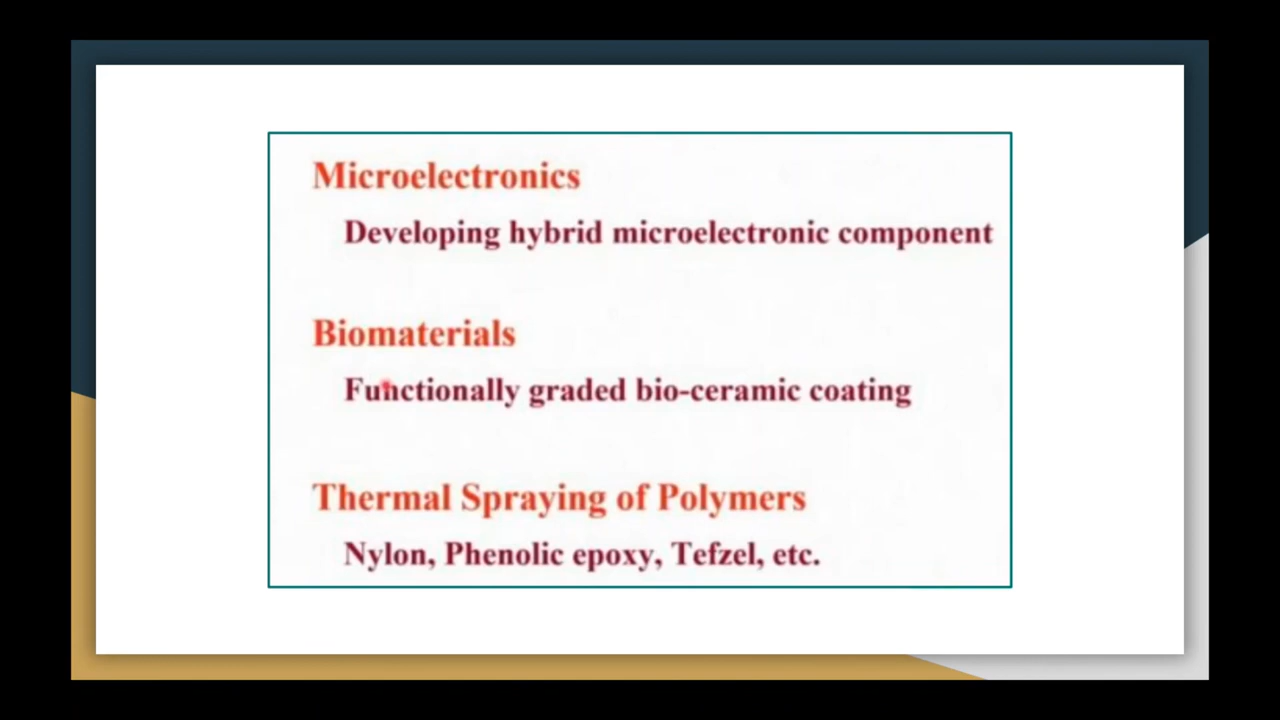 Microelectronics
Developing hybrid microelectronic component
Biomaterials
Functionally graded bio-ceramic coating
Thermal Spraying of Polymers
Nylon, Phenolic epoxy, Tefzel, etc.